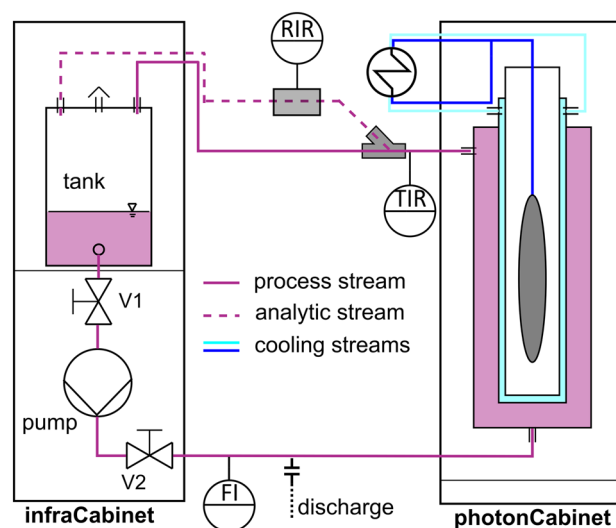 RIR
TIR
tank
V1
process stream
analytic stream
cooling streams
pump
V2
FI
discharge
infraCabinet
photonCabinet